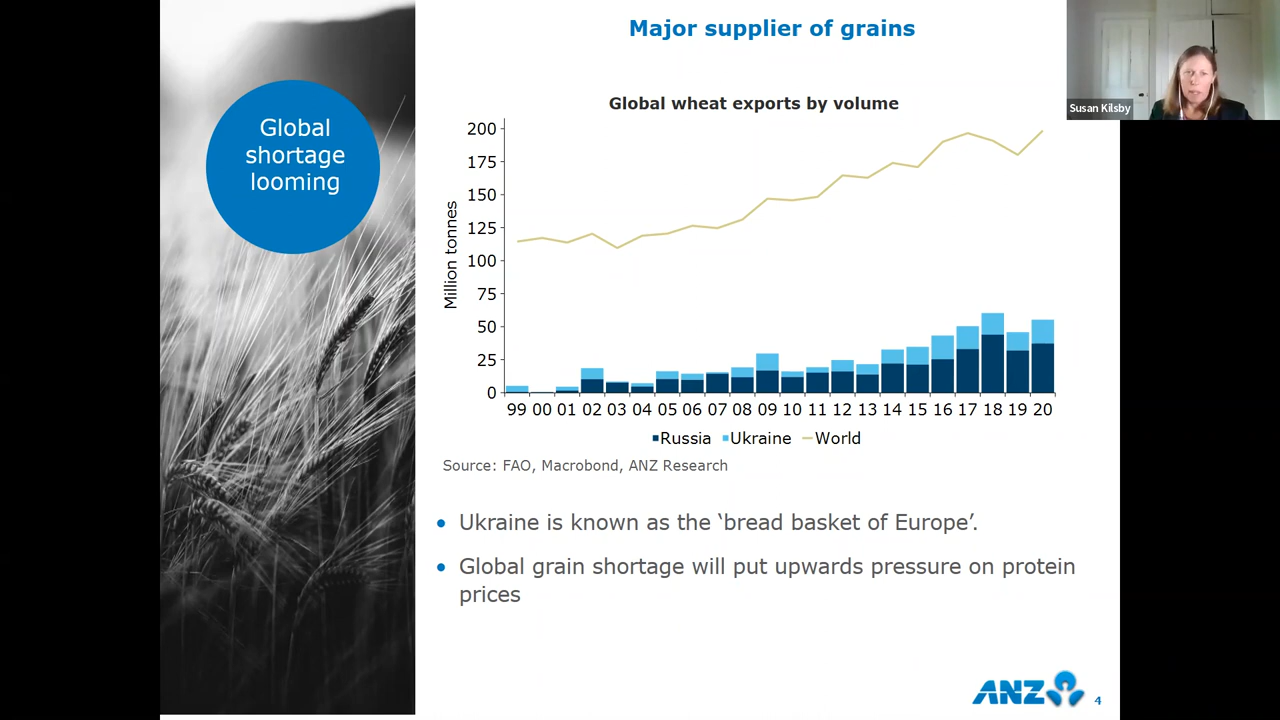 Major supplier of grains
Susan Kilsby
Global
shortage
looming
Global wheat exports by volume
Million tonnes
200
175
150
125
100
75
50
25
0
99 00 01 02 03 04 05 06 07 08 09 10 11 12 13 14 15 16 17 18 19 20
Russia Ukraine World
Source: FAO, Macrobond, ANZ Research
• Ukraine is known as the ‘bread basket of Europe’.
• Global grain shortage will put upwards pressure on protein
prices
ANZ
4